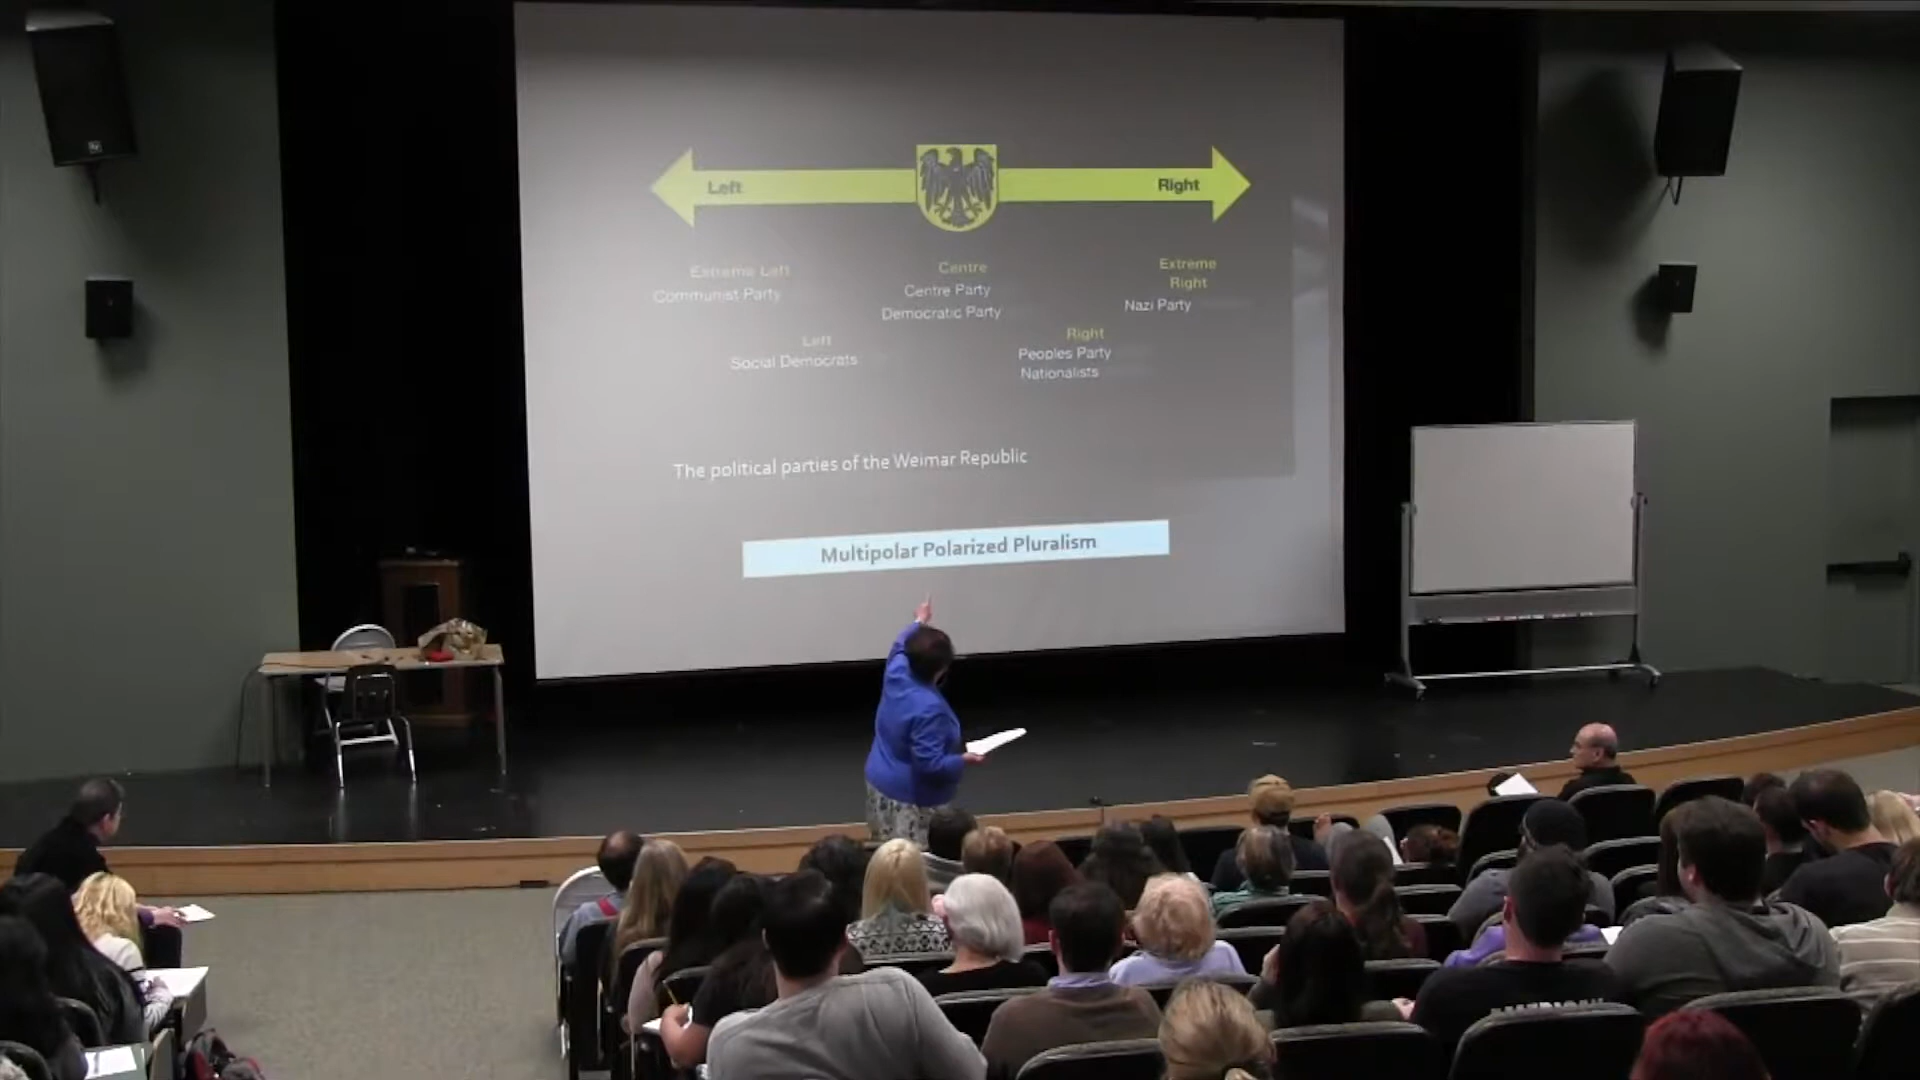 Left
Right
Extreme Left
Communist Party
Centre
Centre Party
Democratic Party
Extreme
Right
Nazi Party
Left
Social Democrats
Right
Peoples Party
Nationalists
The political parties of the Weimar Republic
Multipolar Polarized Pluralism